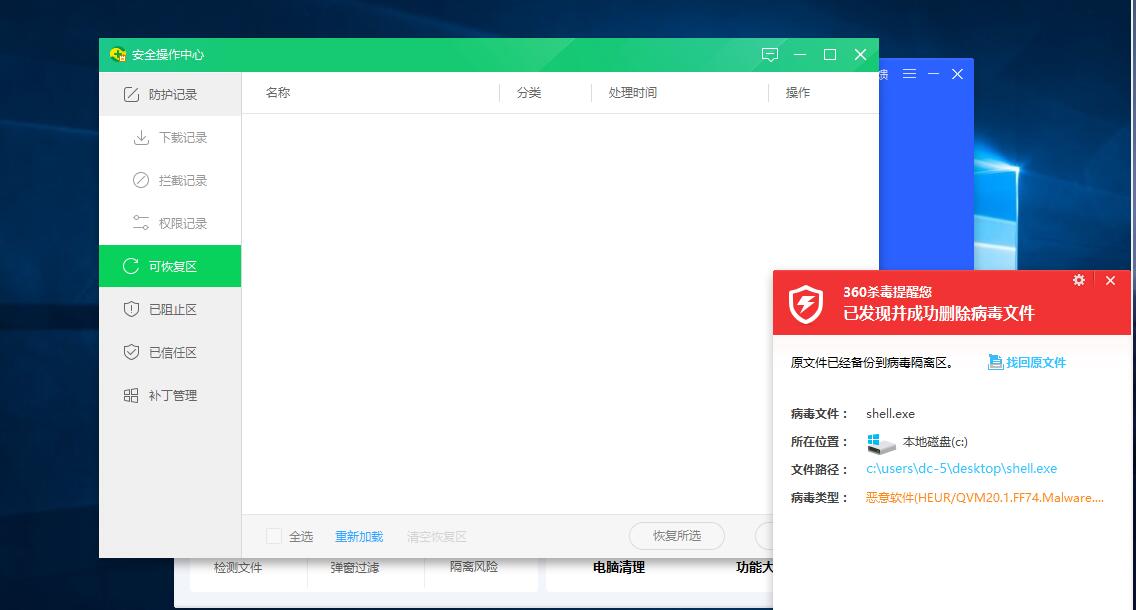 安全操作中心
防护记录
下载记录
拦截记录
权限记录
可恢复区
已阻止区
已信任区
补丁管理
名称 分类 处理时间 操作
全选 重新加载 清空恢复区 恢复所选
检测文件 弹窗过滤 隔离风险 电脑清理 功能大
360杀毒提醒您
已发现并成功删除病毒文件
原文件已经备份到病毒隔离区。 找回原文件
病毒文件： shell.exe
所在位置： 本地磁盘(c:)
文件路径： c:\users\dc-5\desktop\shell.exe
病毒类型： 恶意软件(HEUR/QVM20.1.FF74.Malware....